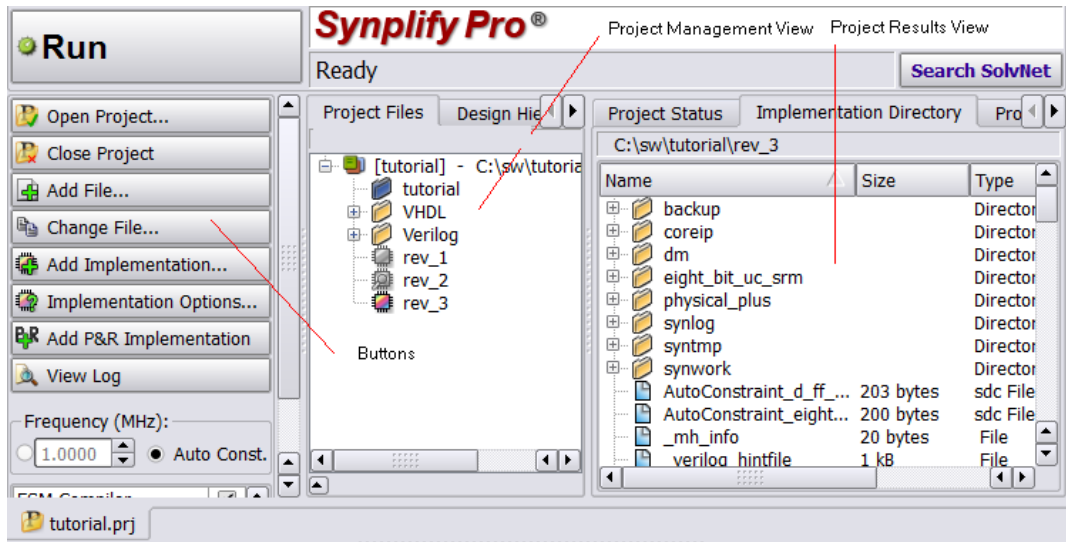 Run
Synplify Pro ®
Project Management View
Project Results View
Ready
Search SolvNet
Open Project...
Close Project
Add File...
Change File...
Add Implementation...
Implementation Options...
Add P&R Implementation
View Log
Frequency (MHz):
1.0000
Auto Const.
Project Files
Design Hie
[tutorial] - C:\sw\tutoria
tutorial
VHDL
Verilog
rev_1
rev_2
rev_3
Buttons
Project Status
Implementation Directory
Pro
C:\sw\tutorial\rev_3
Name Size Type
backup Director
coreip Director
dm Director
eight_bit_uc_srm Director
physical_plus Director
synlog Director
syntmp Director
synwork Director
AutoConstraint_d_ff_... 203 bytes sdc File
AutoConstraint_eight... 200 bytes sdc File
_mh_info 20 bytes File
_verilog_hintfile 1 kB File
FSM Compiler
tutorial.prj